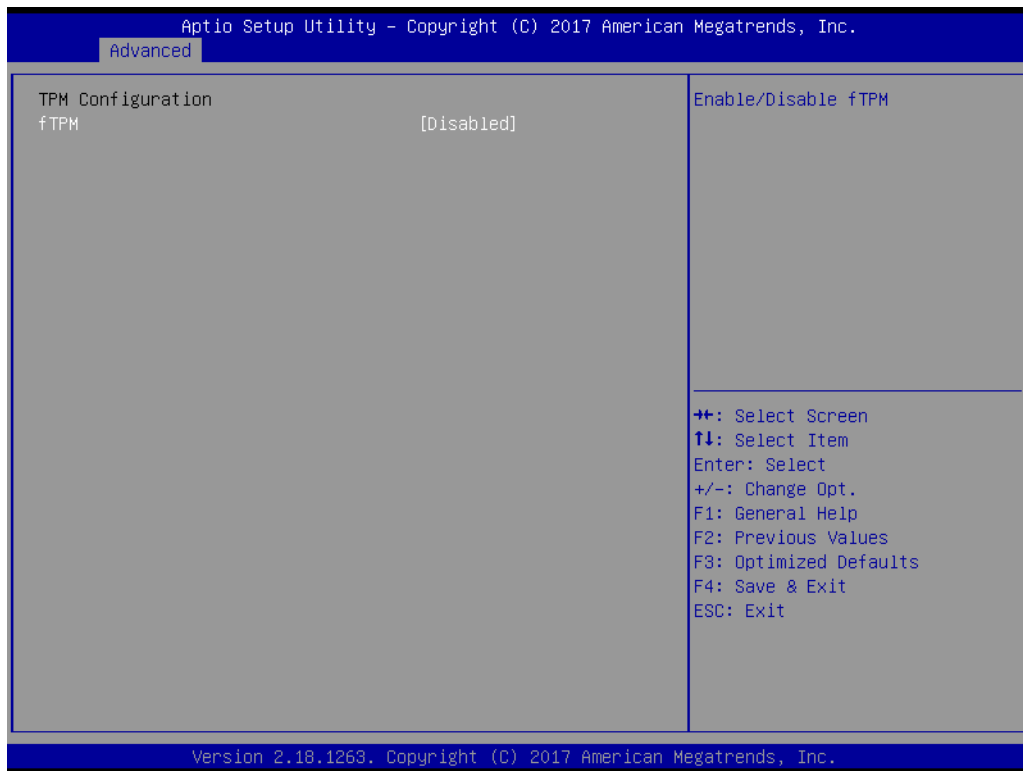 Aptio Setup Utility – Copyright (C) 2017 American Megatrends, Inc.
Advanced
TPM Configuration
fTPM [Disabled]
Enable/Disable fTPM
→←: Select Screen
↑↓: Select Item
Enter: Select
+/-: Change Opt.
F1: General Help
F2: Previous Values
F3: Optimized Defaults
F4: Save & Exit
ESC: Exit
Version 2.18.1263. Copyright (C) 2017 American Megatrends, Inc.